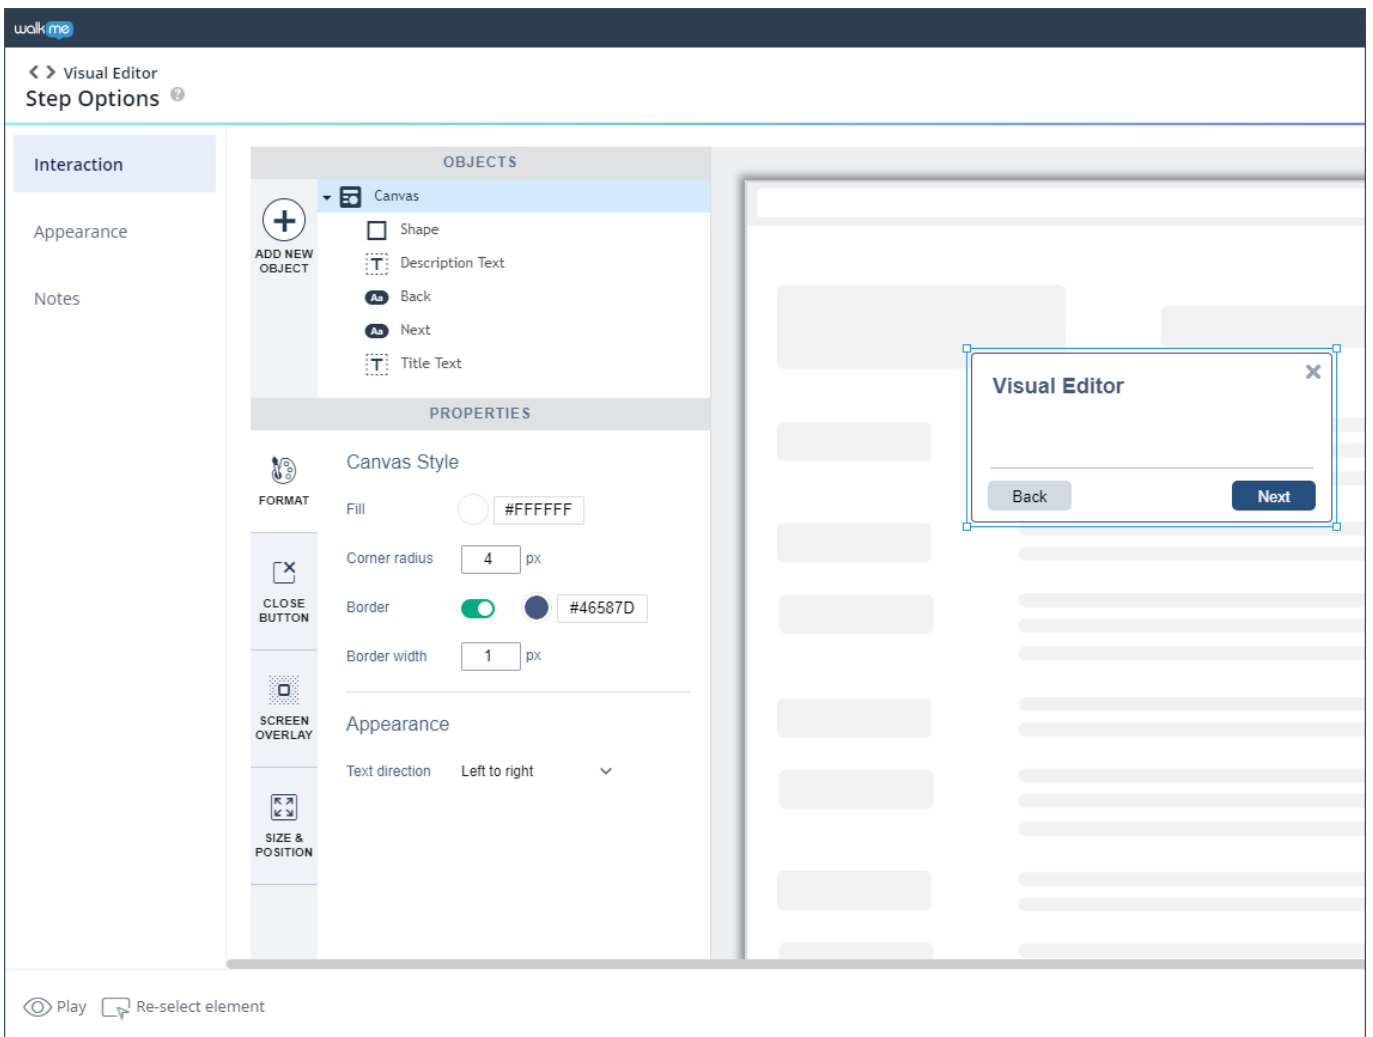 walkme
Visual Editor
Step Options ?
Interaction
Appearance
Notes
OBJECTS
ADD NEW
OBJECT
Canvas
Shape
T Description Text
Aa Back
Aa Next
T Title Text
PROPERTIES
FORMAT
CLOSE
BUTTON
SCREEN
OVERLAY
SIZE &
POSITION
Canvas Style
Fill #FFFFFF
Corner radius 4 px
Border #46587D
Border width 1 px
Appearance
Text direction Left to right
Visual Editor
Back Next
Play Re-select element